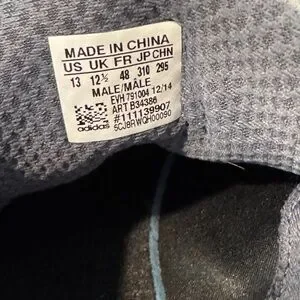 MADE IN CHINA
US UK FR JP CHN
13 12½ 48 310 295
MALE/MÂLE
EVH 791004 12/14
ART B34386
#111139907
5CJ8RWQH00090
adidas